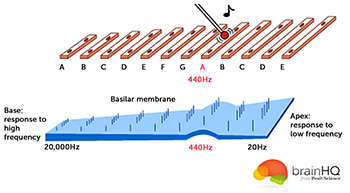 A B C D E F G A B C D E
440Hz
Basilar membrane
Base:
response to
high
frequency
Apex:
response to
low frequency
20,000Hz 440Hz 20Hz
brainHQ
from Posit Science